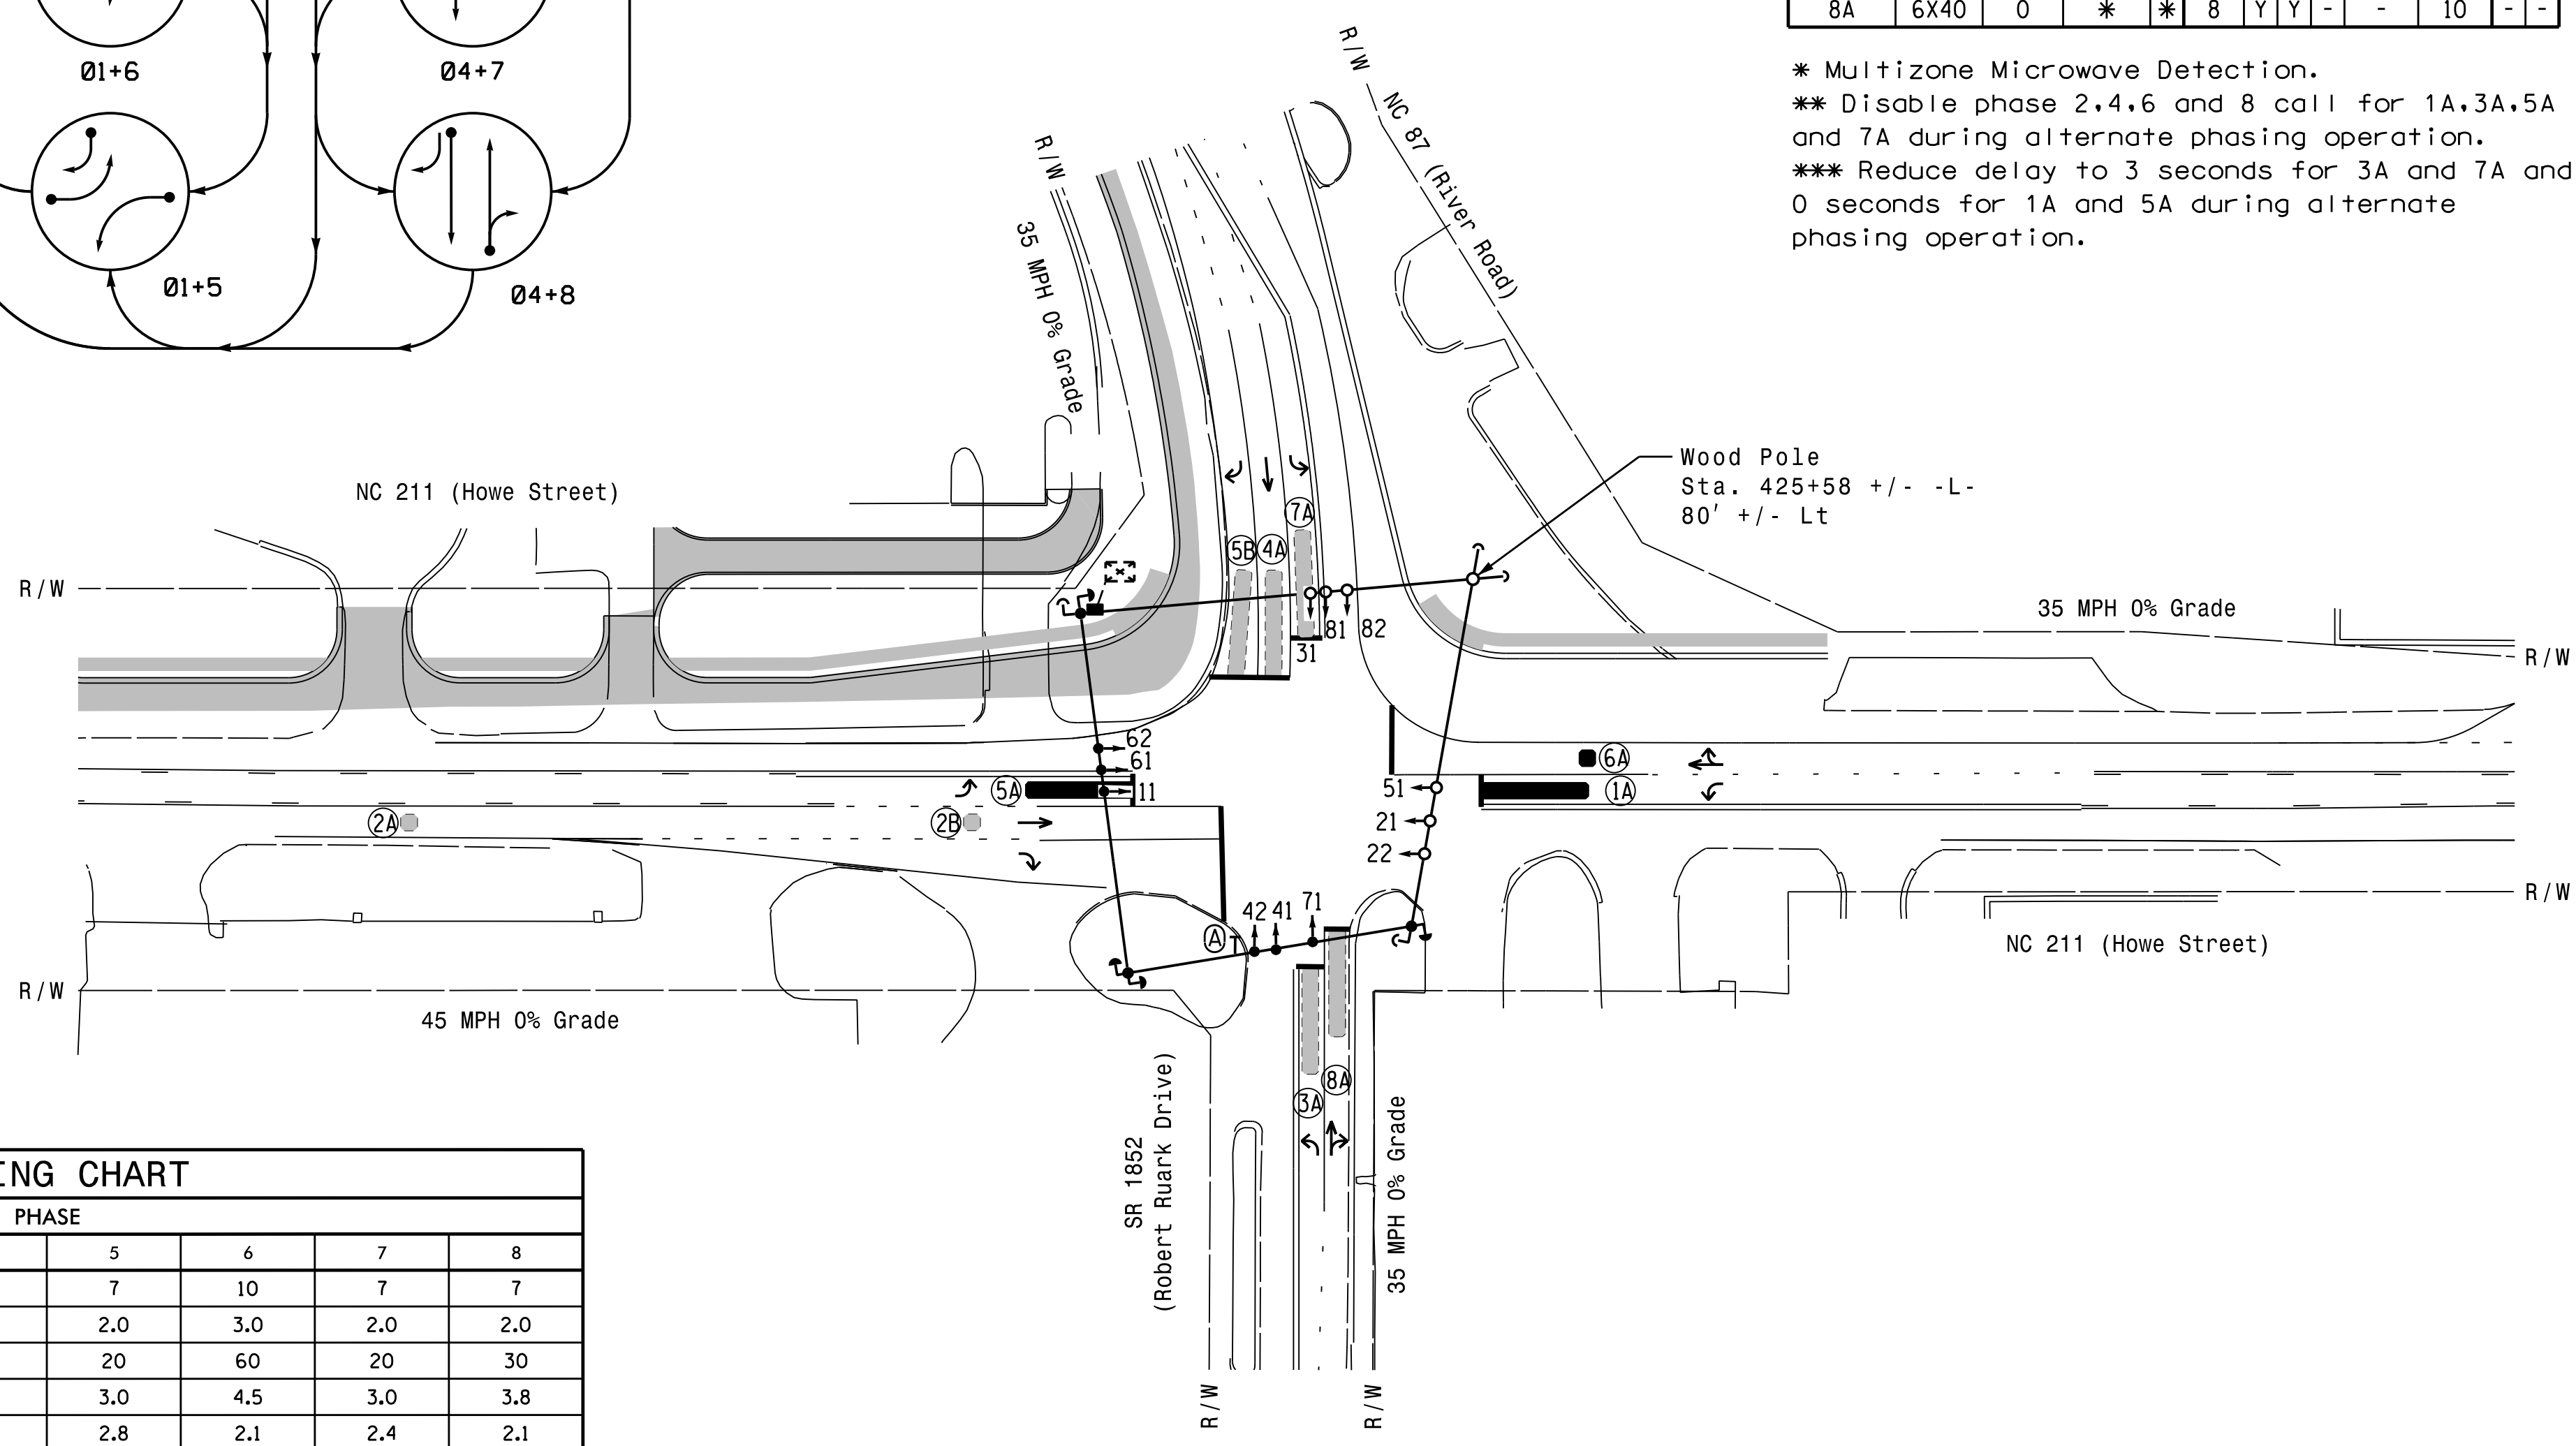 8A 6X40 0 * * 8 Y Y - - 10 - -
* Multizone Microwave Detection.
** Disable phase 2,4,6 and 8 call for 1A,3A,5A
and 7A during alternate phasing operation.
*** Reduce delay to 3 seconds for 3A and 7A and
0 seconds for 1A and 5A during alternate
phasing operation.
Ø1+6
Ø4+7
Ø1+5
Ø4+8
R/W
NC 87 (River Road)
R/W
35 MPH 0% Grade
Wood Pole
Sta. 425+58 +/- -L-
80' +/- Lt
NC 211 (Howe Street)
R/W
7A
5B
4A
81
82
31
35 MPH 0% Grade
R/W
62
61
5A
11
6A
1A
51
2A
2B
21
22
42
41
71
A
R/W
NC 211 (Howe Street)
R/W
45 MPH 0% Grade
3A
8A
SR 1852
(Robert Ruark Drive)
35 MPH 0% Grade
R/W
R/W
ING CHART
PHASE
5 6 7 8
7 10 7 7
2.0 3.0 2.0 2.0
20 60 20 30
3.0 4.5 3.0 3.8
2.8 2.1 2.4 2.1